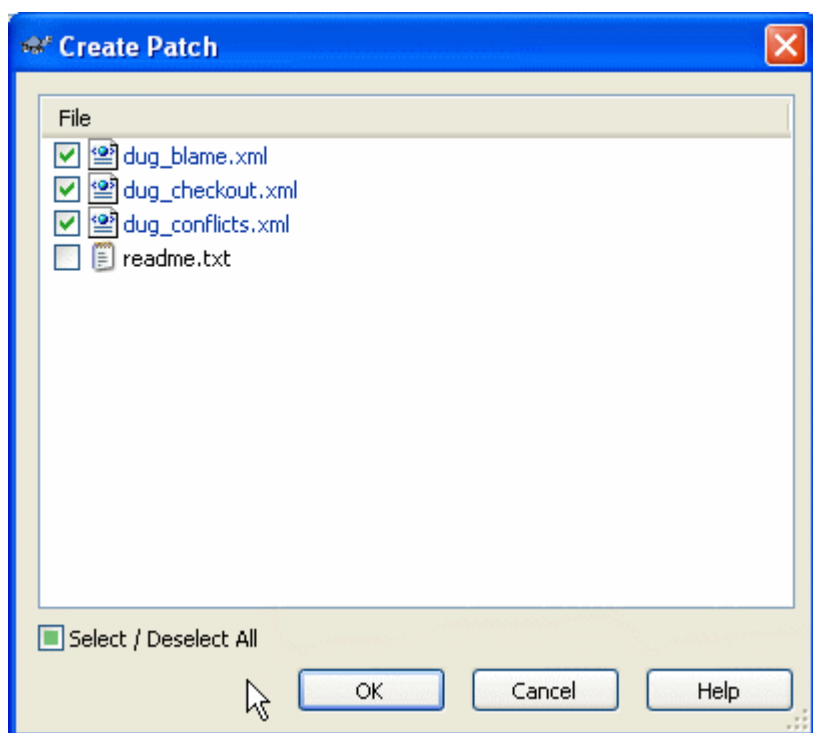 Create Patch
File
dug_blame.xml
dug_checkout.xml
dug_conflicts.xml
readme.txt
Select / Deselect All
OK Cancel Help